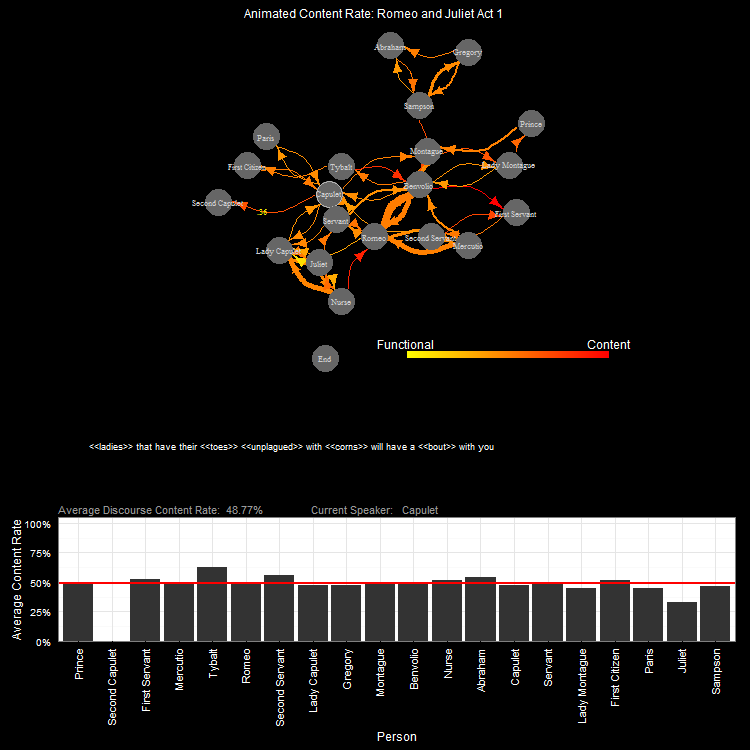 Animated Content Rate: Romeo and Juliet Act 1
Abraham
Gregory
Sampson
Prince
Paris
Montague
First Citizen
Tybalt
Lady Montague
Benvolio
Capulet
Second Capulet
.36
First Servant
Servant
Romeo
Second Servant
Mercutio
Lady Capulet
Juliet
Nurse
Functional
Content
End
<<ladies>> that have their <<toes>> <<unplagued>> with <<corns>> will have a <<bout>> with you
Average Discourse Content Rate: 48.77%
Current Speaker: Capulet
Average Content Rate
100%
75%
50%
25%
0%
Prince
Second Capulet
First Servant
Mercutio
Tybalt
Romeo
Second Servant
Lady Capulet
Gregory
Montague
Benvolio
Nurse
Abraham
Capulet
Servant
Lady Montague
First Citizen
Paris
Juliet
Sampson
Person